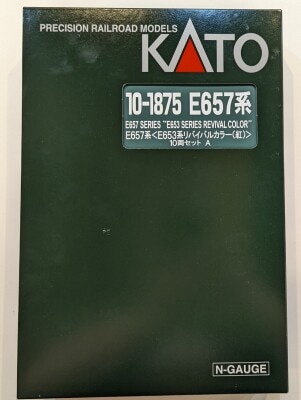 PRECISION RAILROAD MODELS
KATO
10-1875 E657系
E657 SERIES "E653 SERIES REVIVAL COLOR"
E657系<E653系リバイバルカラー(紅)>
10両セット A
N-GAUGE